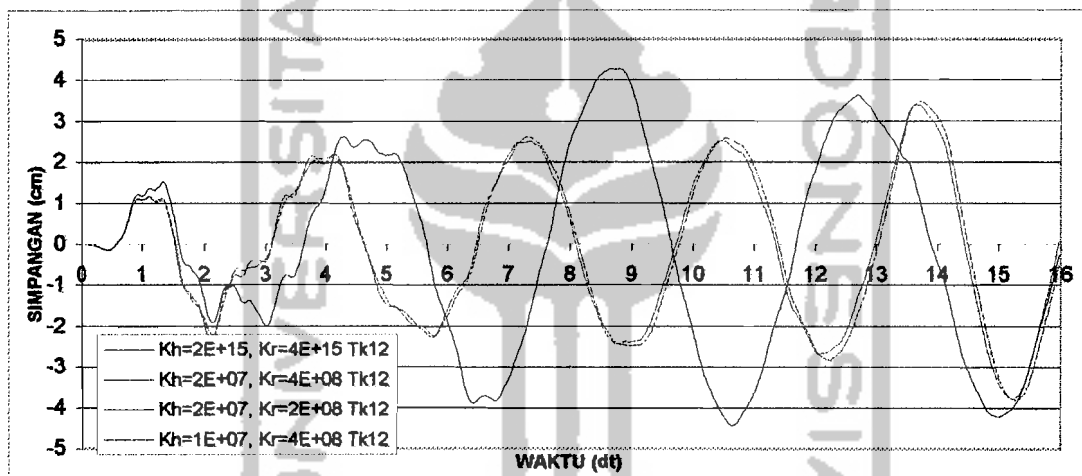 5
4
3
2
1
0
-1
-2
-3
-4
-5
SIMPANGAN (cm)
0 1 2 3 4 5 6 7 8 9 10 11 12 13 14 15 16
Kh=2E+15, Kr=4E+15 Tk12
Kh=2E+07, Kr=4E+08 Tk12
Kh=2E+07, Kr=2E+08 Tk12
Kh=1E+07, Kr=4E+08 Tk12
WAKTU (dt)
UNIVERSITA